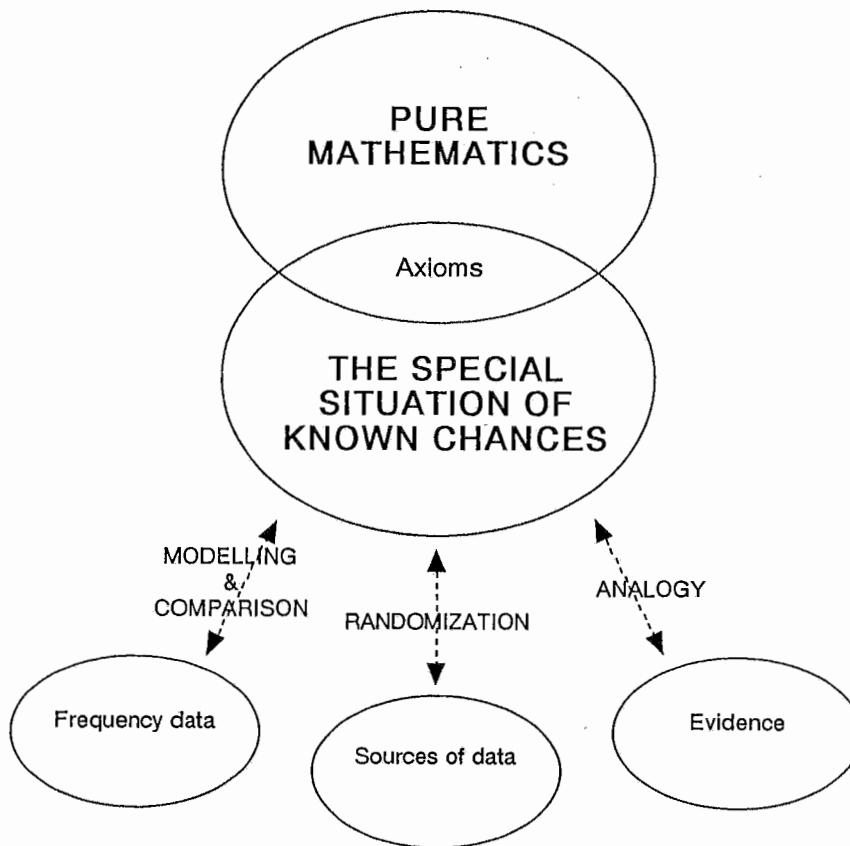 PURE
MATHEMATICS
Axioms
THE SPECIAL
SITUATION OF
KNOWN CHANCES
MODELLING
&
COMPARISON
RANDOMIZATION
ANALOGY
Frequency data
Sources of data
Evidence